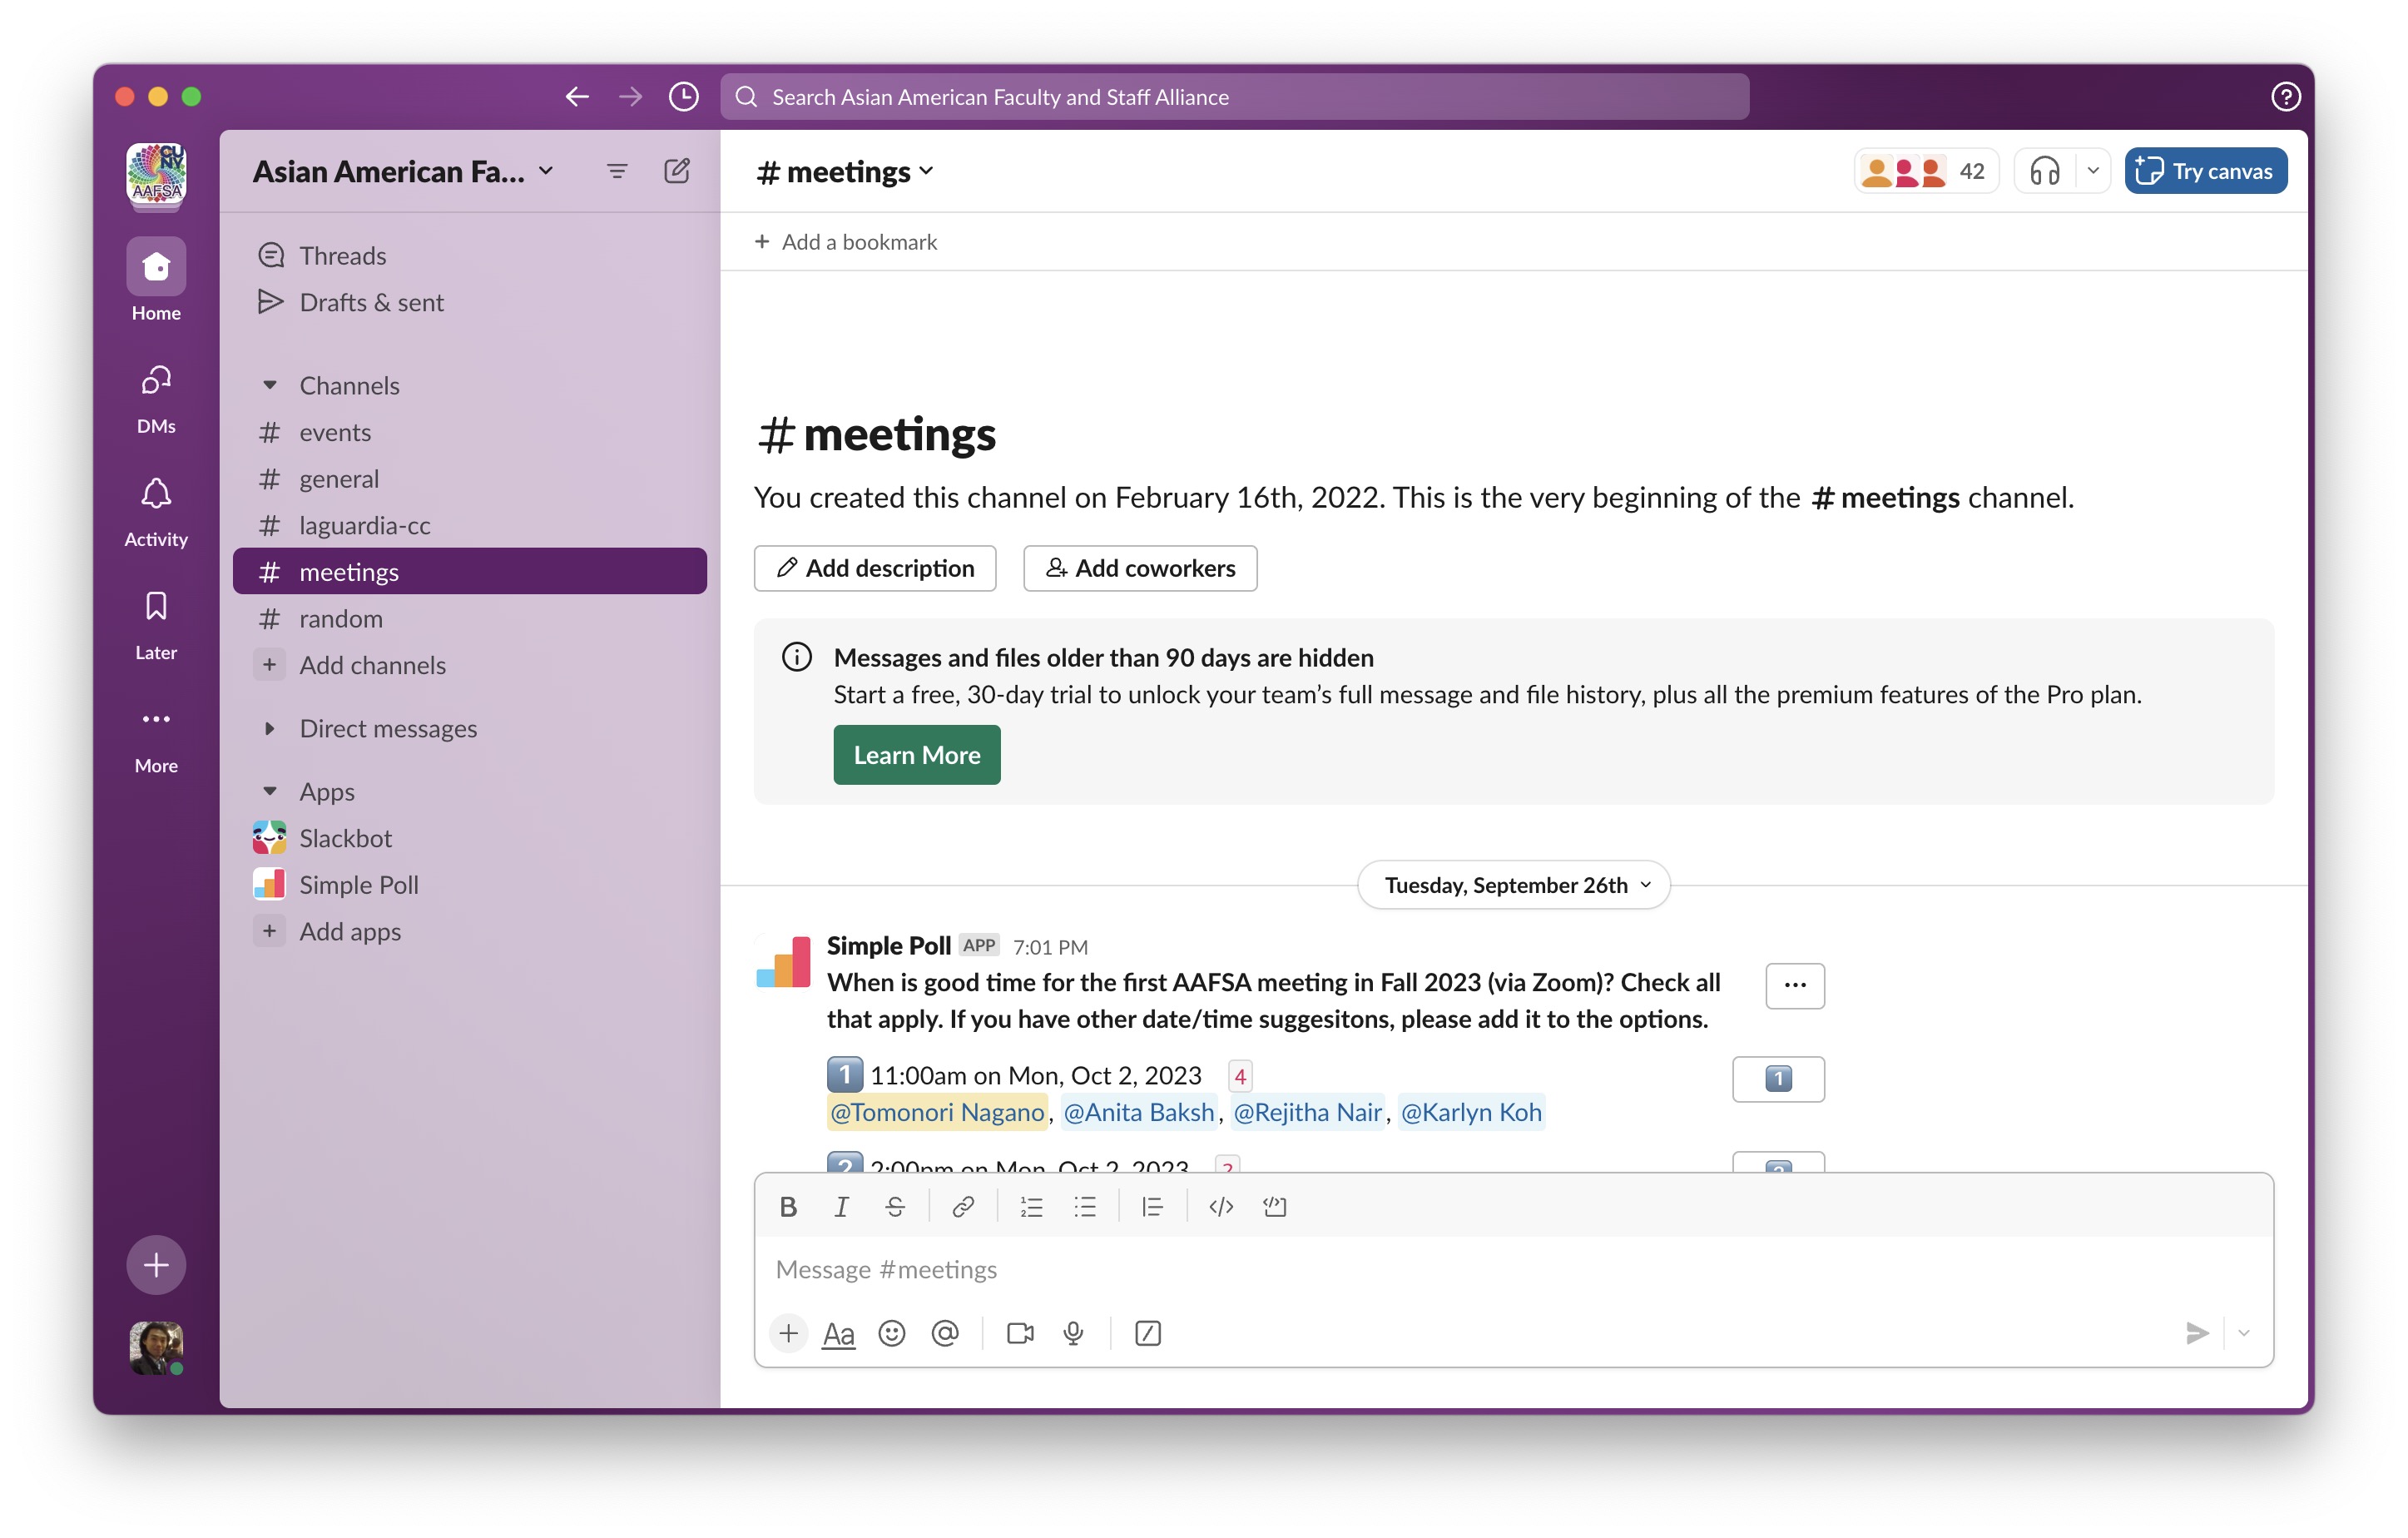 Search Asian American Faculty and Staff Alliance
CU
NY
AAFSA
Home
DMs
Activity
Later
More
Asian American Fa...
Threads
Drafts & sent
Channels
# events
# general
# laguardia-cc
# meetings
# random
+ Add channels
Direct messages
Apps
Slackbot
Simple Poll
+ Add apps
# meetings
42
Try canvas
+ Add a bookmark
# meetings
You created this channel on February 16th, 2022. This is the very beginning of the # meetings channel.
Add description
Add coworkers
Messages and files older than 90 days are hidden
Start a free, 30-day trial to unlock your team’s full message and file history, plus all the premium features of the Pro plan.
Learn More
Tuesday, September 26th
Simple Poll APP 7:01 PM
When is good time for the first AAFSA meeting in Fall 2023 (via Zoom)? Check all
that apply. If you have other date/time suggesitons, please add it to the options.
1 11:00am on Mon, Oct 2, 2023 4
1
@Tomonori Nagano, @Anita Baksh, @Rejitha Nair, @Karlyn Koh
2 2:00pm on Mon, Oct 2, 2023 2
2
B I S
Message #meetings
+ Aa @